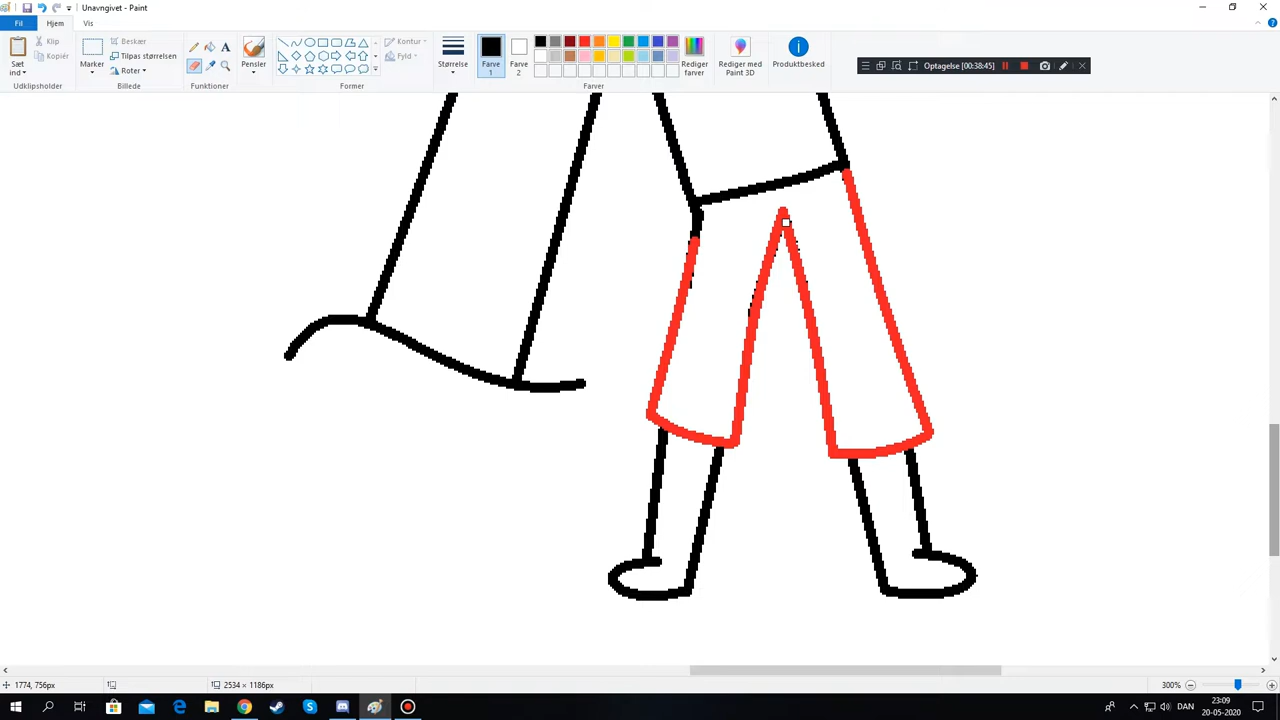 Unavngivet - Paint
Fil Hjem Vis
Sæt ind
Klip
Kopiér
Udklipsholder
Marker
Beskær
Tilpas størrelsen
Roter
Billede
A
Funktioner
Pensler
Kontur
Fyld
Former
Størrelse
Farve 1
Farve 2
Rediger farver
Farver
Rediger med Paint 3D
Produktbesked
Optagelse [00:38:45]
1774, 756px
2534 × 1186px
300%
DAN
23:09
20-05-2020